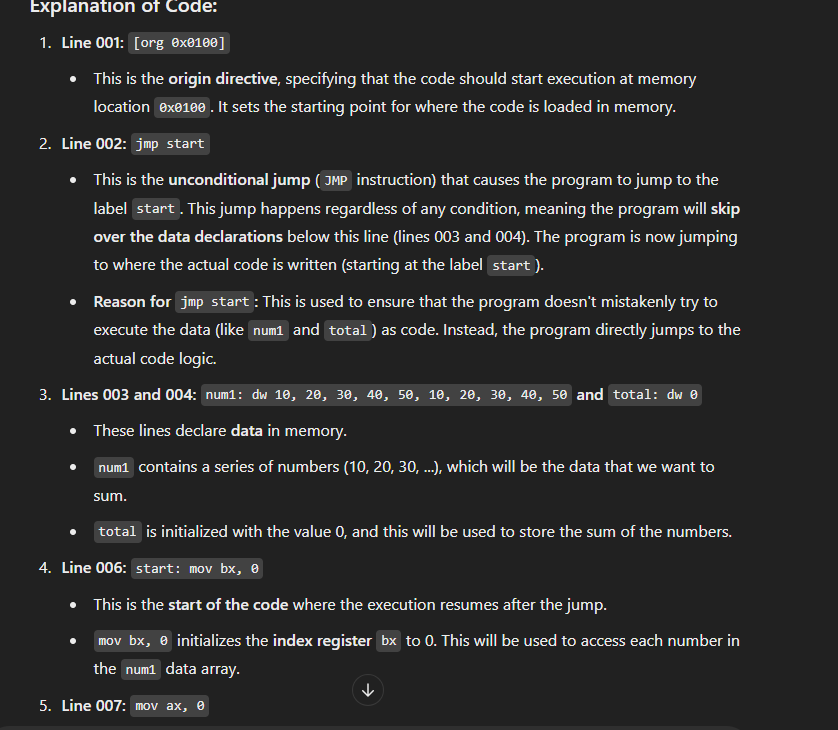 Explanation of Code:
1. Line 001: [org 0x0100]
• This is the origin directive, specifying that the code should start execution at memory
location 0x0100. It sets the starting point for where the code is loaded in memory.
2. Line 002: jmp start
• This is the unconditional jump (JMP instruction) that causes the program to jump to the
label start. This jump happens regardless of any condition, meaning the program will skip
over the data declarations below this line (lines 003 and 004). The program is now jumping
to where the actual code is written (starting at the label start).
• Reason for jmp start: This is used to ensure that the program doesn't mistakenly try to
execute the data (like num1 and total) as code. Instead, the program directly jumps to the
actual code logic.
3. Lines 003 and 004: num1: dw 10, 20, 30, 40, 50, 10, 20, 30, 40, 50 and total: dw 0
• These lines declare data in memory.
• num1 contains a series of numbers (10, 20, 30, ...), which will be the data that we want to
sum.
• total is initialized with the value 0, and this will be used to store the sum of the numbers.
4. Line 006: start: mov bx, 0
• This is the start of the code where the execution resumes after the jump.
• mov bx, 0 initializes the index register bx to 0. This will be used to access each number in
the num1 data array.
5. Line 007: mov ax, 0